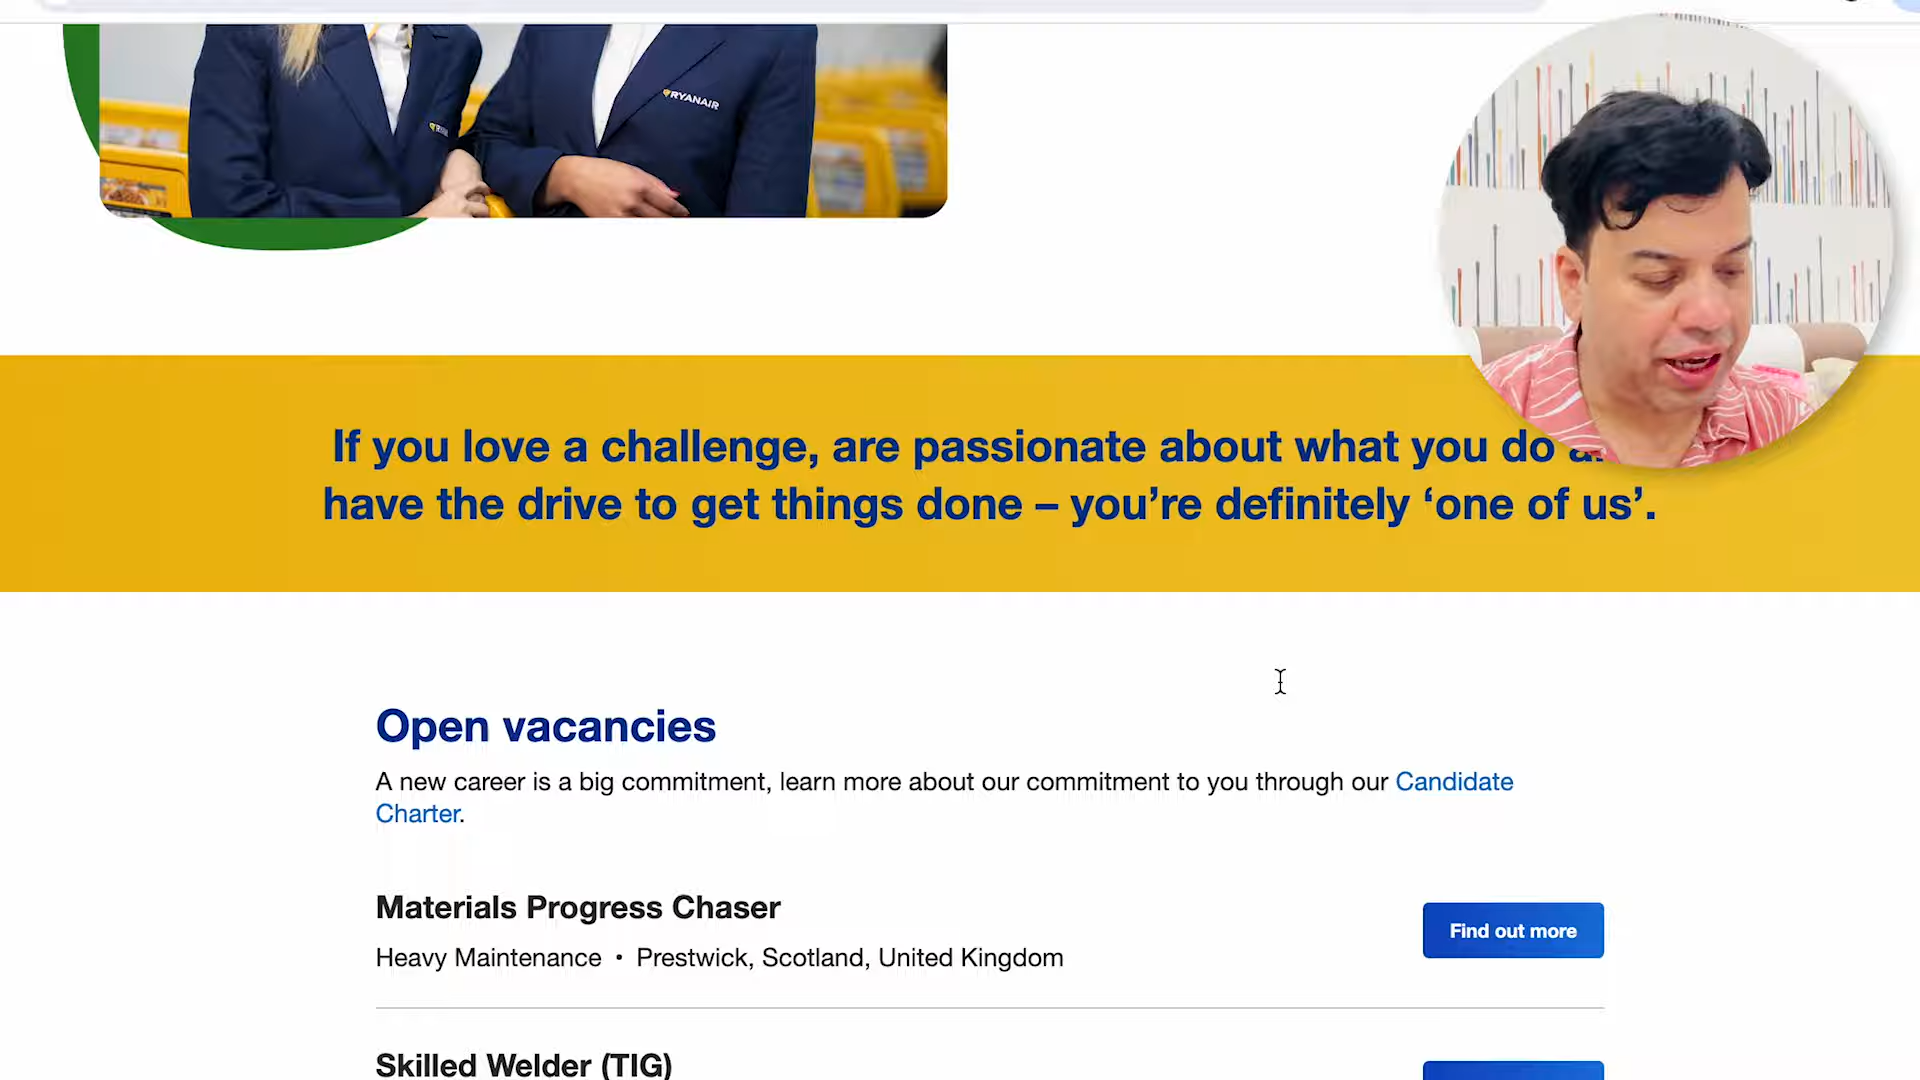 RYANAIR
If you love a challenge, are passionate about what you do
have the drive to get things done – you’re definitely ‘one of us’.
Open vacancies
A new career is a big commitment, learn more about our commitment to you through our Candidate
Charter.
Materials Progress Chaser
Find out more
Heavy Maintenance • Prestwick, Scotland, United Kingdom
Skilled Welder (TIG)